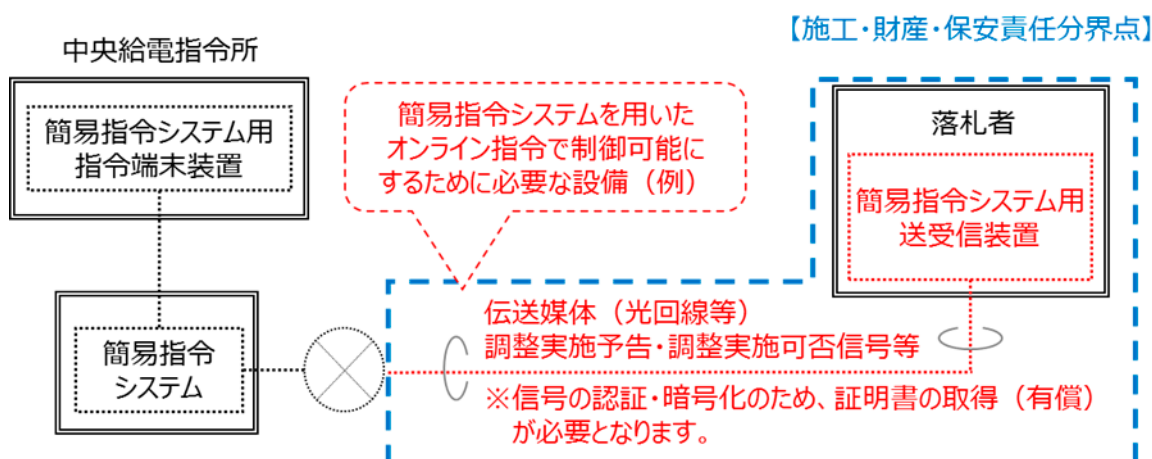 【施工・財産・保安責任分界点】
中央給電指令所
簡易指令システム用
指令端末装置
簡易指令システムを用いた
オンライン指令で制御可能に
するために必要な設備（例）
落札者
簡易指令システム用
送受信装置
簡易指令
システム
伝送媒体（光回線等）
調整実施予告・調整実施可否信号等
※信号の認証・暗号化のため、証明書の取得（有償）
が必要となります。